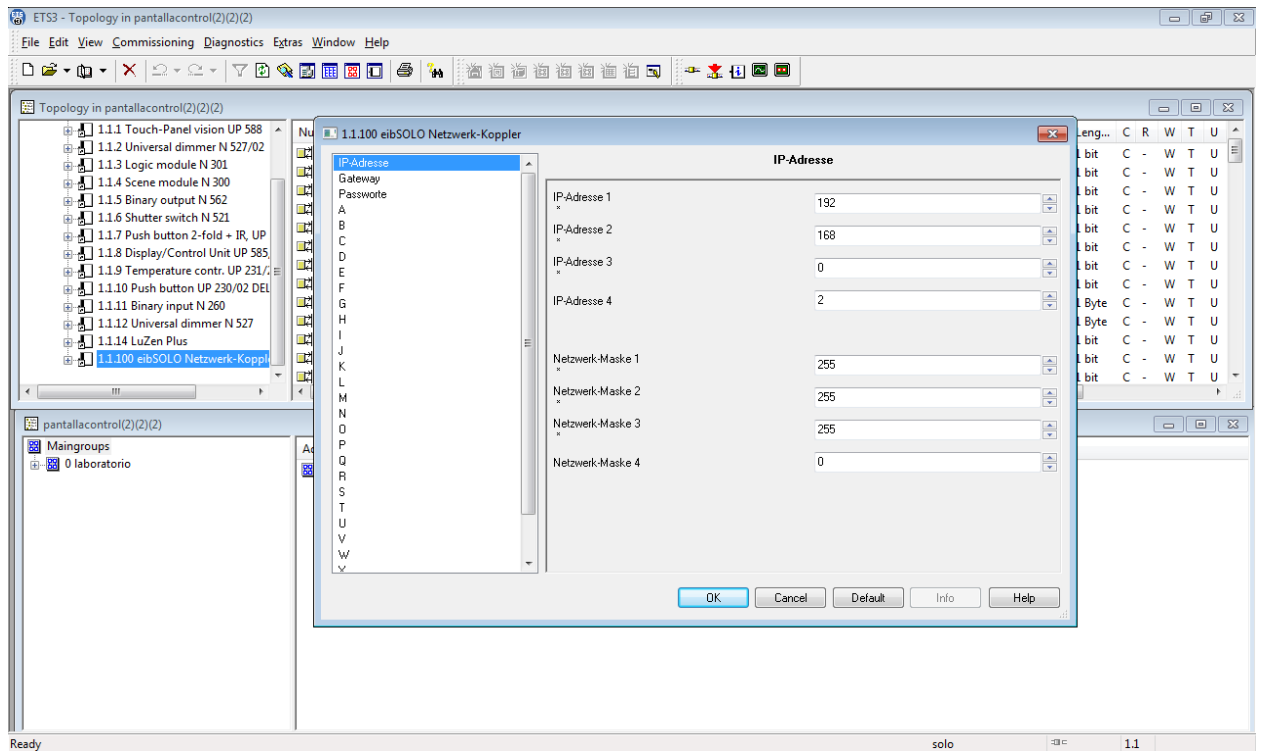 ETS3 - Topology in pantallacontrol(2)(2)(2)
File Edit View Commissioning Diagnostics Extras Window Help
Topology in pantallacontrol(2)(2)(2)
1.1.1 Touch-Panel vision UP 588
1.1.2 Universal dimmer N 527/02
1.1.3 Logic module N 301
1.1.4 Scene module N 300
1.1.5 Binary output N 562
1.1.6 Shutter switch N 521
1.1.7 Push button 2-fold + IR, UP
1.1.8 Display/Control Unit UP 585,
1.1.9 Temperature contr. UP 231/2
1.1.10 Push button UP 230/02 DEL
1.1.11 Binary input N 260
1.1.12 Universal dimmer N 527
1.1.14 LuZen Plus
1.1.100 eibSOLO Netzwerk-Koppl
Nu
Leng... C R W T U
1 bit C - W T U
1 bit C - W T U
1 bit C - W T U
1 bit C - W T U
1 bit C - W T U
1 bit C - W T U
1 bit C - W T U
1 bit C - W T U
1 Byte C - W T U
1 Byte C - W T U
1 bit C - W T U
1 bit C - W T U
1 bit C - W T U
1.1.100 eibSOLO Netzwerk-Koppler
IP-Adresse
Gateway
Passworte
A
B
C
D
E
F
G
H
I
J
K
L
M
N
O
P
Q
R
S
T
U
V
W
X
IP-Adresse
IP-Adresse 1
×
192
IP-Adresse 2
×
168
IP-Adresse 3
×
0
IP-Adresse 4
2
Netzwerk-Maske 1
×
255
Netzwerk-Maske 2
×
255
Netzwerk-Maske 3
×
255
Netzwerk-Maske 4
0
OK Cancel Default Info Help
pantallacontrol(2)(2)(2)
Maingroups
0 laboratorio
Ready
solo
1.1